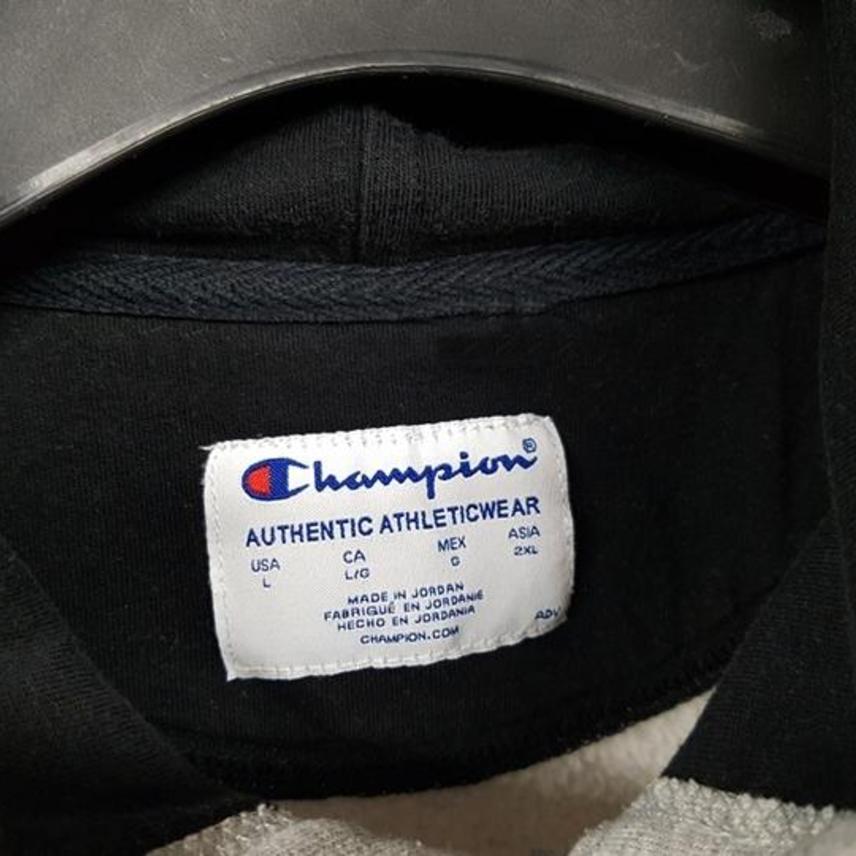 Champion®
AUTHENTIC ATHLETICWEAR
USA CA MEX ASIA
L L/G G 2XL
MADE IN JORDAN
FABRIQUÉ EN JORDANIE
HECHO EN JORDANIA
CHAMPION.COM
ADV